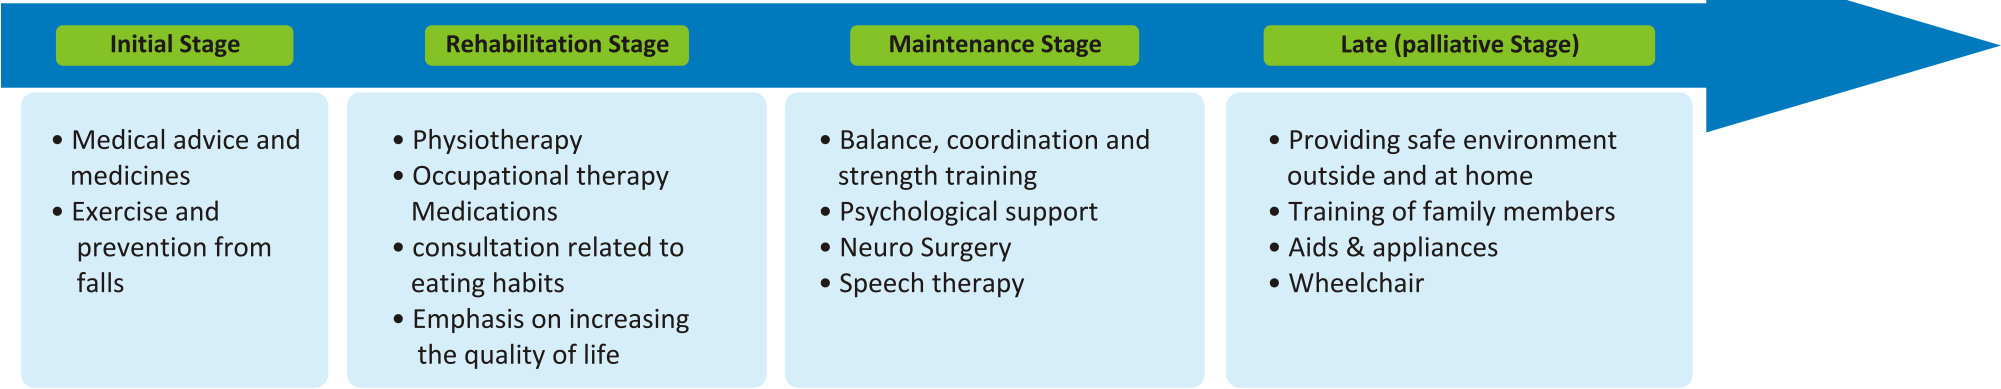 Initial Stage
• Medical advice and
medicines
• Exercise and
prevention from
falls
Rehabilitation Stage
• Physiotherapy
• Occupational therapy
Medications
• consultation related to
eating habits
• Emphasis on increasing
the quality of life
Maintenance Stage
• Balance, coordination and
strength training
• Psychological support
• Neuro Surgery
• Speech therapy
Late (palliative Stage)
• Providing safe environment
outside and at home
• Training of family members
• Aids & appliances
• Wheelchair